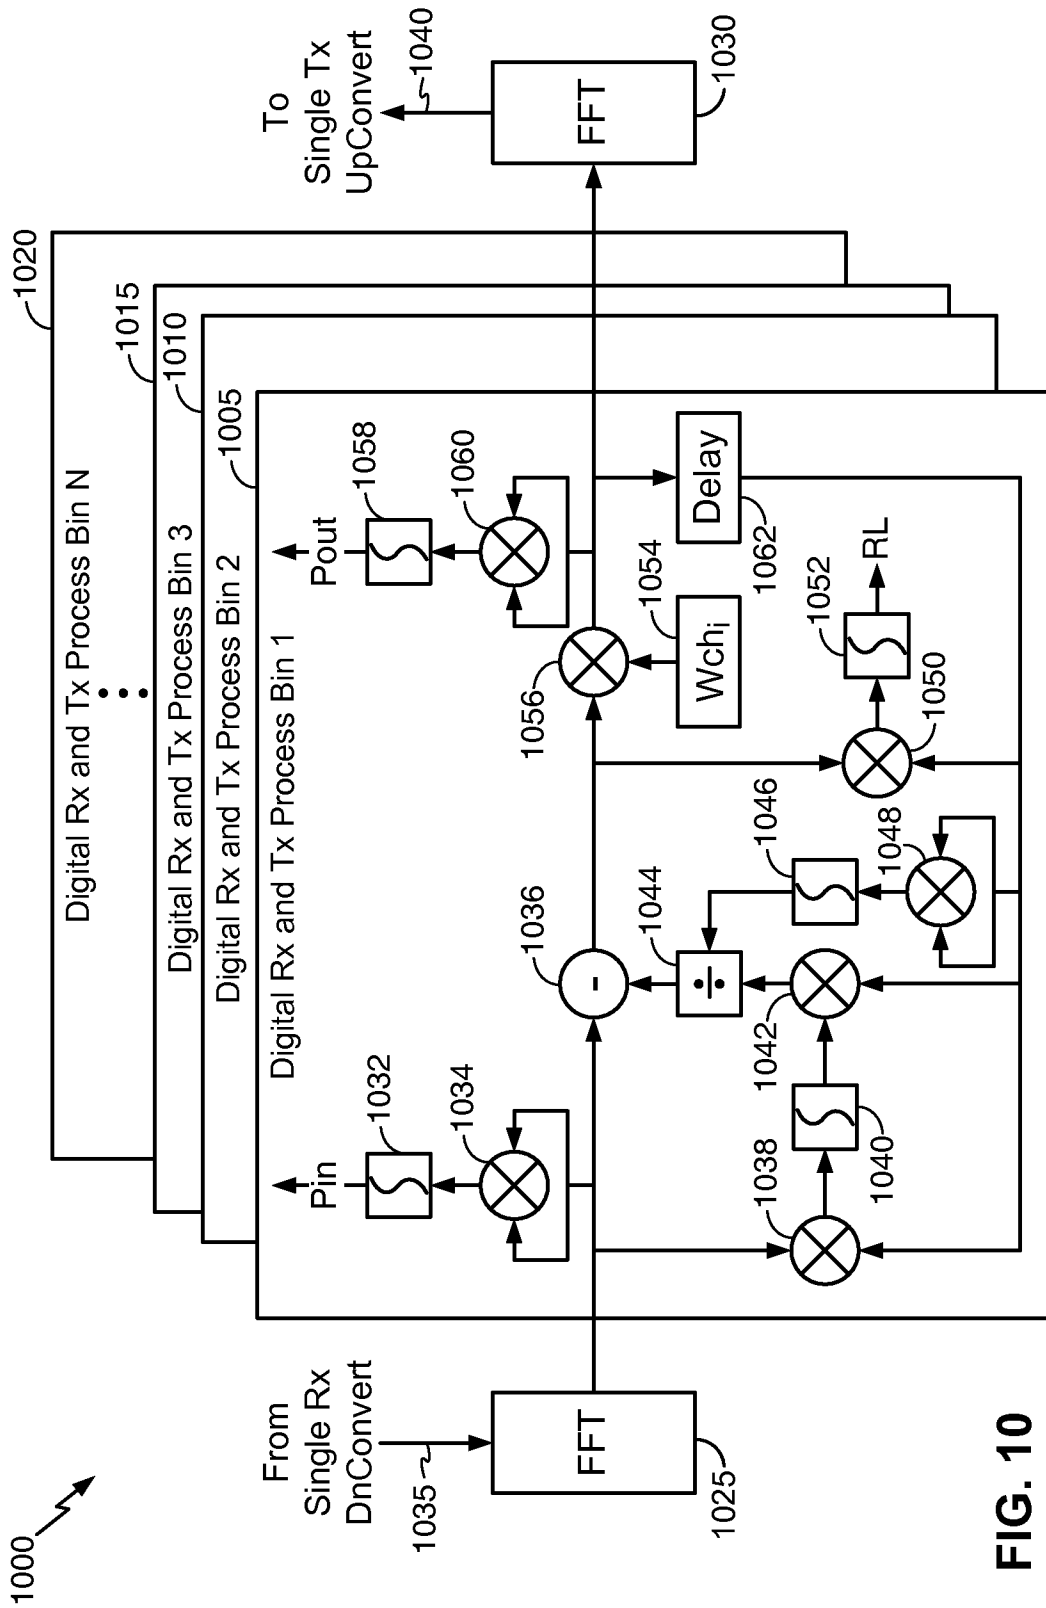 1000
1020
1015
1010
1005
Digital Rx and Tx Process Bin N
Digital Rx and Tx Process Bin 3
Digital Rx and Tx Process Bin 2
Digital Rx and Tx Process Bin 1
From
Single Rx
DnConvert
1035
FFT
1025
Pin
1032
1034
1036
-
1038
1040
1042
1044
÷
1046
1048
1050
1052
RL
1054
Wchi
1056
Pout
1058
1060
Delay
1062
To
Single Tx
UpConvert
1040
FFT
1030
FIG. 10